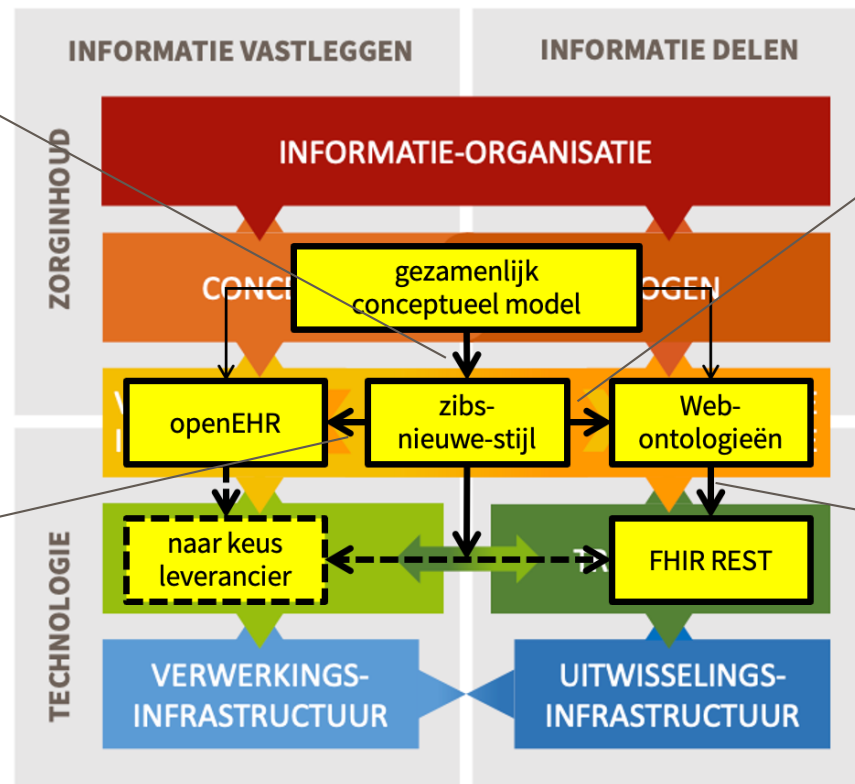 INFORMATIE VASTLEGGEN
INFORMATIE DELEN
ZORGINHOUD
INFORMATIE-ORGANISATIE
gezamenlijk
conceptueel model
openEHR
zibs-
nieuwe-stijl
Web-
ontologieën
TECHNOLOGIE
naar keus
leverancier
FHIR REST
VERWERKINGS-
INFRASTRUCTUUR
UITWISSELINGS-
INFRASTRUCTUUR